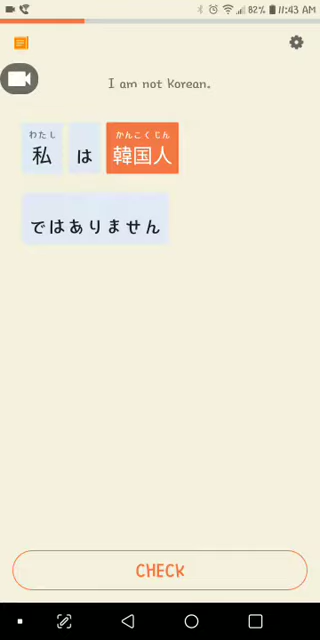 82% 11:43 AM
I am not Korean.
わたし かんこくじん
私 は 韓国人
ではありません
CHECK